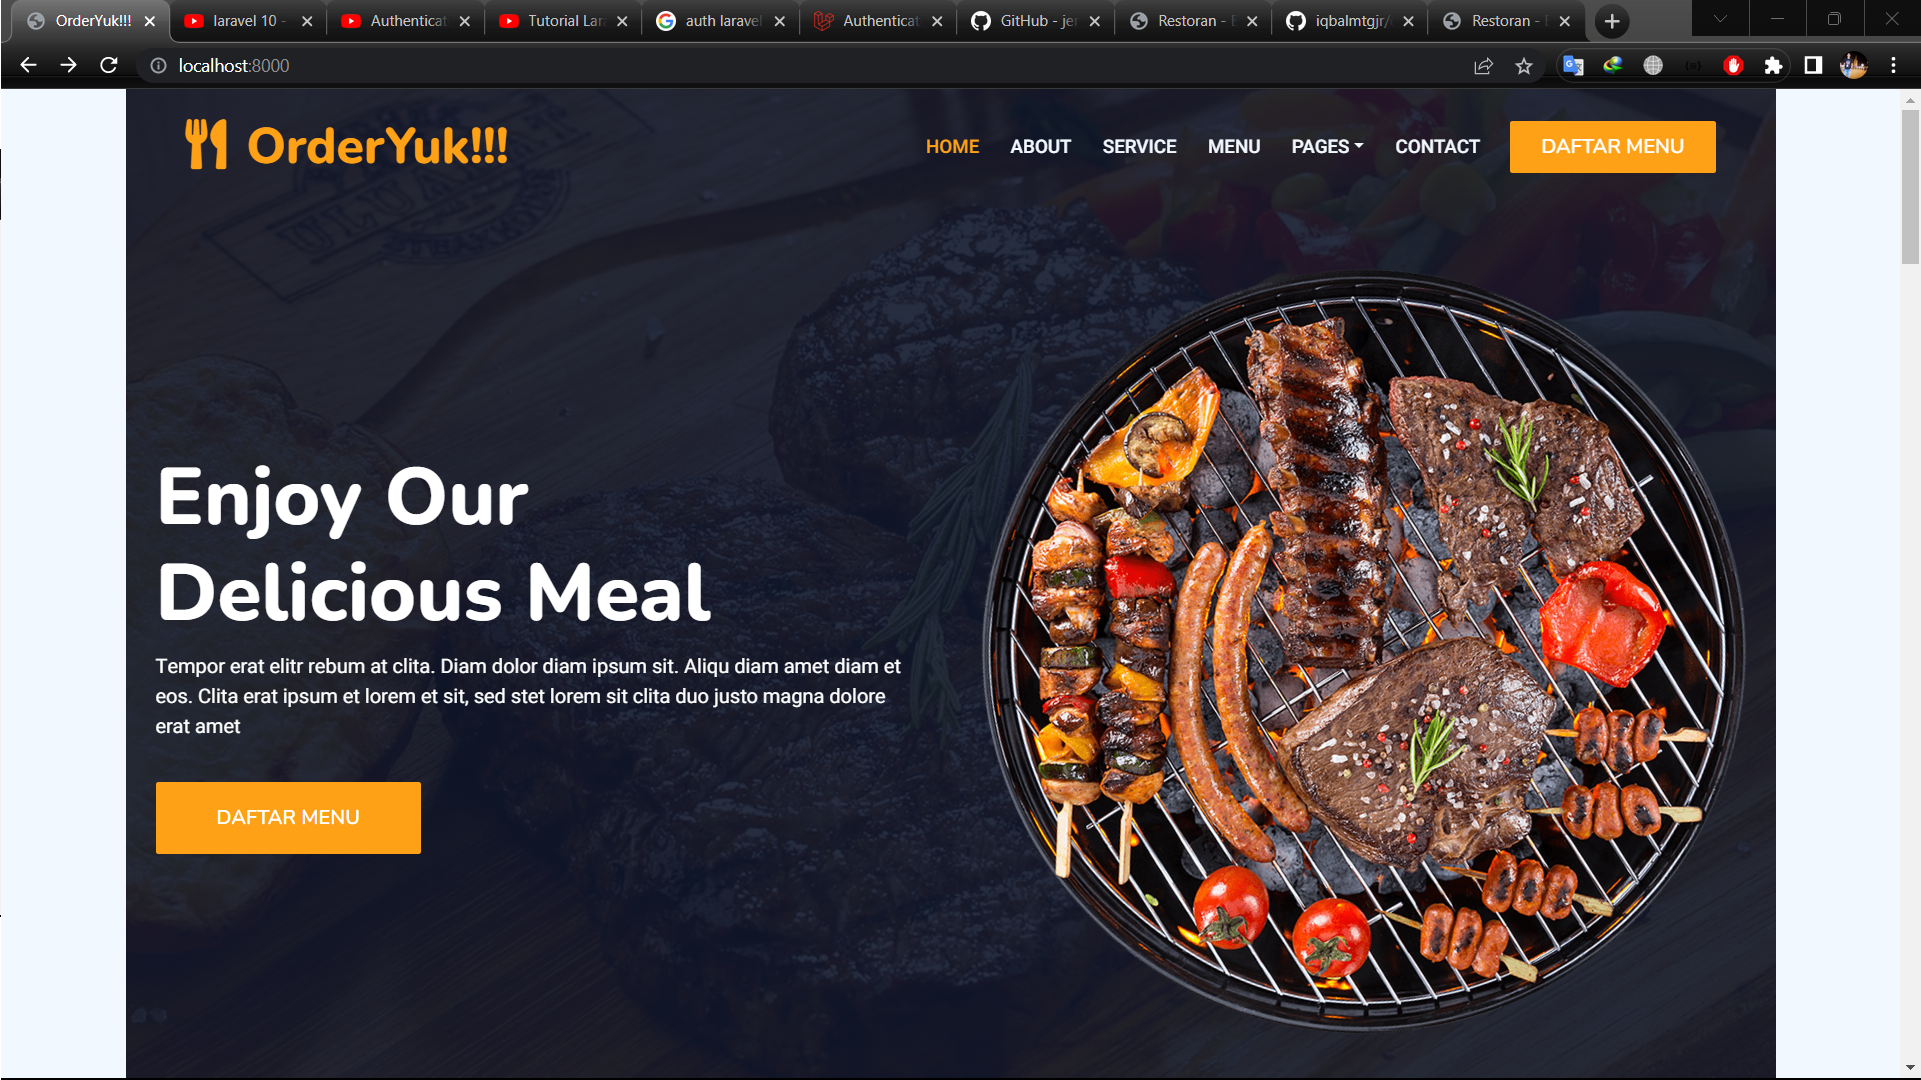 OrderYuk!!!
laravel 10 -
Authenticat
Tutorial Lar
auth laravel
Authenticat
GitHub - jer
Restoran - B
iqbalmtgjr/
Restoran - B
localhost:8000
OrderYuk!!!
HOME ABOUT SERVICE MENU PAGES CONTACT DAFTAR MENU
Enjoy Our
Delicious Meal
Tempor erat elitr rebum at clita. Diam dolor diam ipsum sit. Aliqu diam amet diam et
eos. Clita erat ipsum et lorem et sit, sed stet lorem sit clita duo justo magna dolore
erat amet
DAFTAR MENU